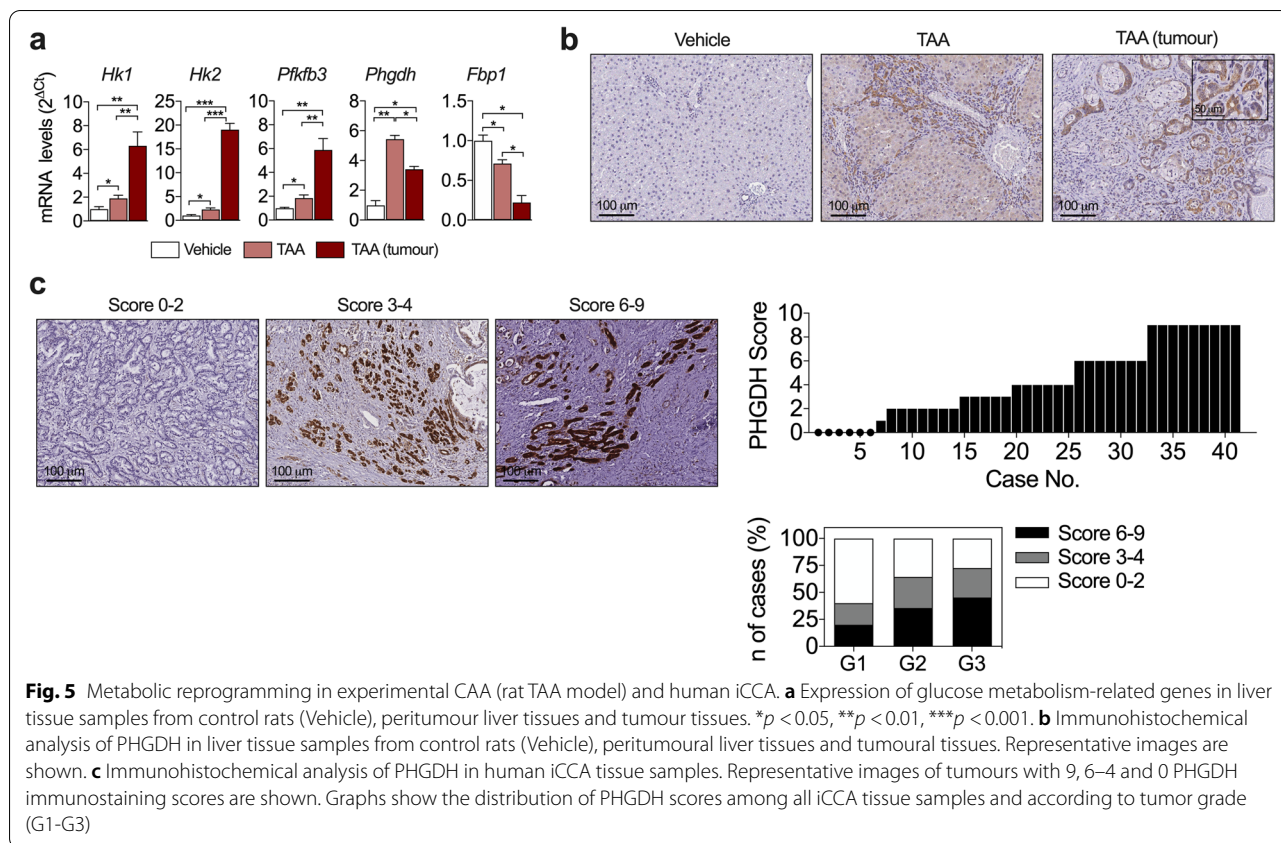 a
Hk1 Hk2 Pfkfb3 Phgdh Fbp1
mRNA levels (2^ΔCt)
10 8 6 4 2 0
** ** *
25 20 15 10 5 0
*** *** *
10 8 6 4 2 0
** ** *
8 6 4 2 0
* ** *
1.5 1.0 0.5 0.0
* * *
Vehicle TAA TAA (tumour)
b
Vehicle TAA TAA (tumour)
50 μm
100 μm 100 μm 100 μm
c
Score 0-2 Score 3-4 Score 6-9
100 μm 100 μm 100 μm
PHGDH Score
10
8
6
4
2
0
5 10 15 20 25 30 35 40
Case No.
n of cases (%)
100
75
50
25
0
G1 G2 G3
Score 6-9
Score 3-4
Score 0-2
Fig. 5 Metabolic reprogramming in experimental CAA (rat TAA model) and human iCCA. a Expression of glucose metabolism-related genes in liver
tissue samples from control rats (Vehicle), peritumour liver tissues and tumour tissues. *p < 0.05, **p < 0.01, ***p < 0.001. b Immunohistochemical
analysis of PHGDH in liver tissue samples from control rats (Vehicle), peritumoural liver tissues and tumoural tissues. Representative images are
shown. c Immunohistochemical analysis of PHGDH in human iCCA tissue samples. Representative images of tumours with 9, 6–4 and 0 PHGDH
immunostaining scores are shown. Graphs show the distribution of PHGDH scores among all iCCA tissue samples and according to tumor grade
(G1-G3)